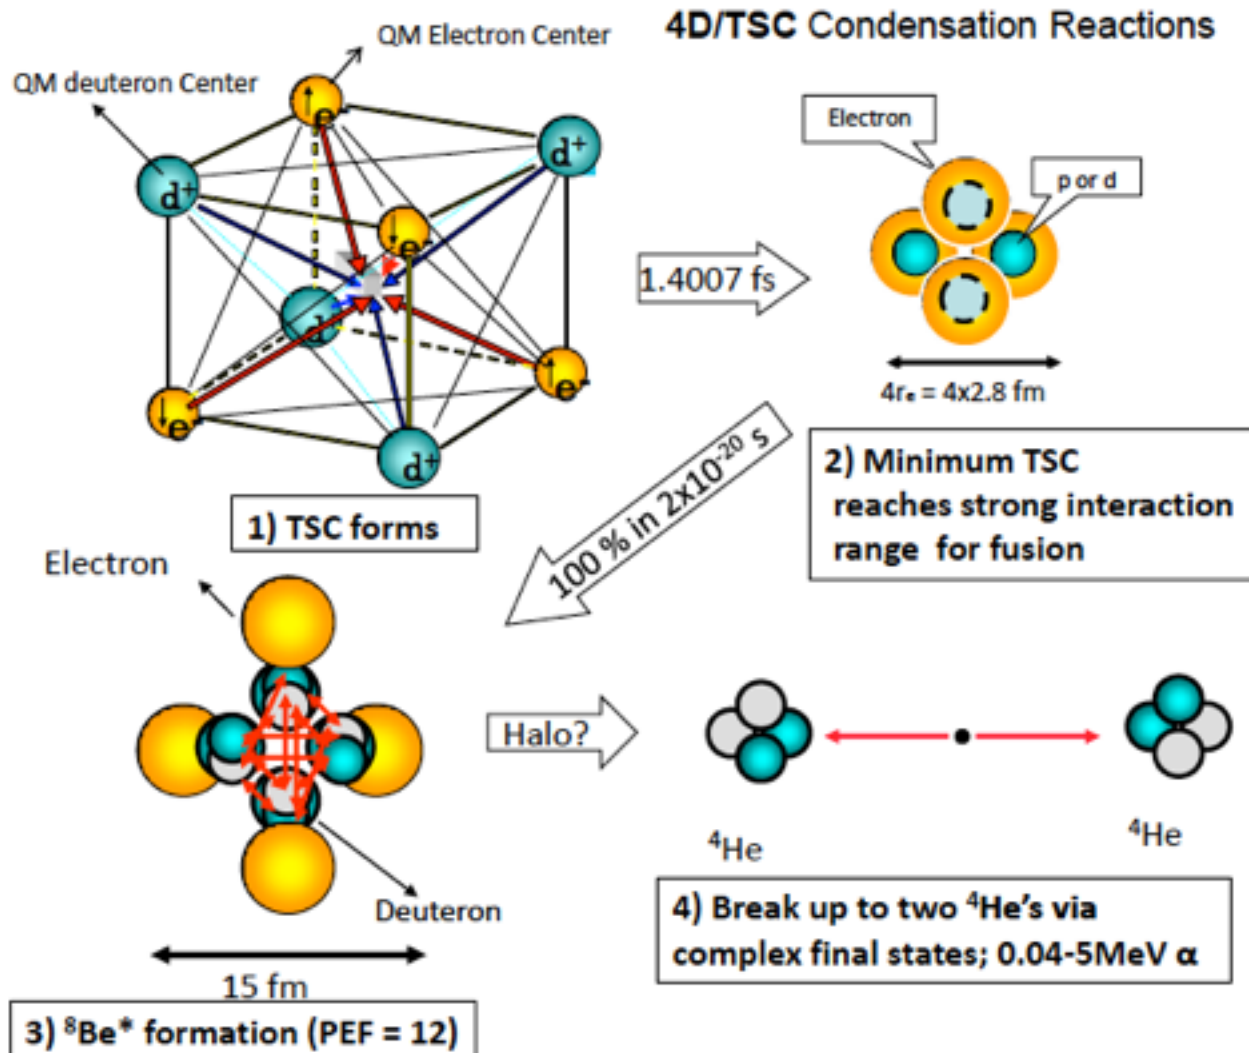 4D/TSC Condensation Reactions
QM Electron Center
QM deuteron Center
e-
d+
d+
e-
d
e-
e-
d+
1) TSC forms
1.4007 fs
Electron
p or d
4rₑ = 4x2.8 fm
2) Minimum TSC
reaches strong interaction
range for fusion
100 % in 2x10⁻²⁰ s
Electron
Deuteron
15 fm
3) ⁸Be* formation (PEF = 12)
Halo?
⁴He
⁴He
4) Break up to two ⁴He’s via
complex final states; 0.04-5MeV α